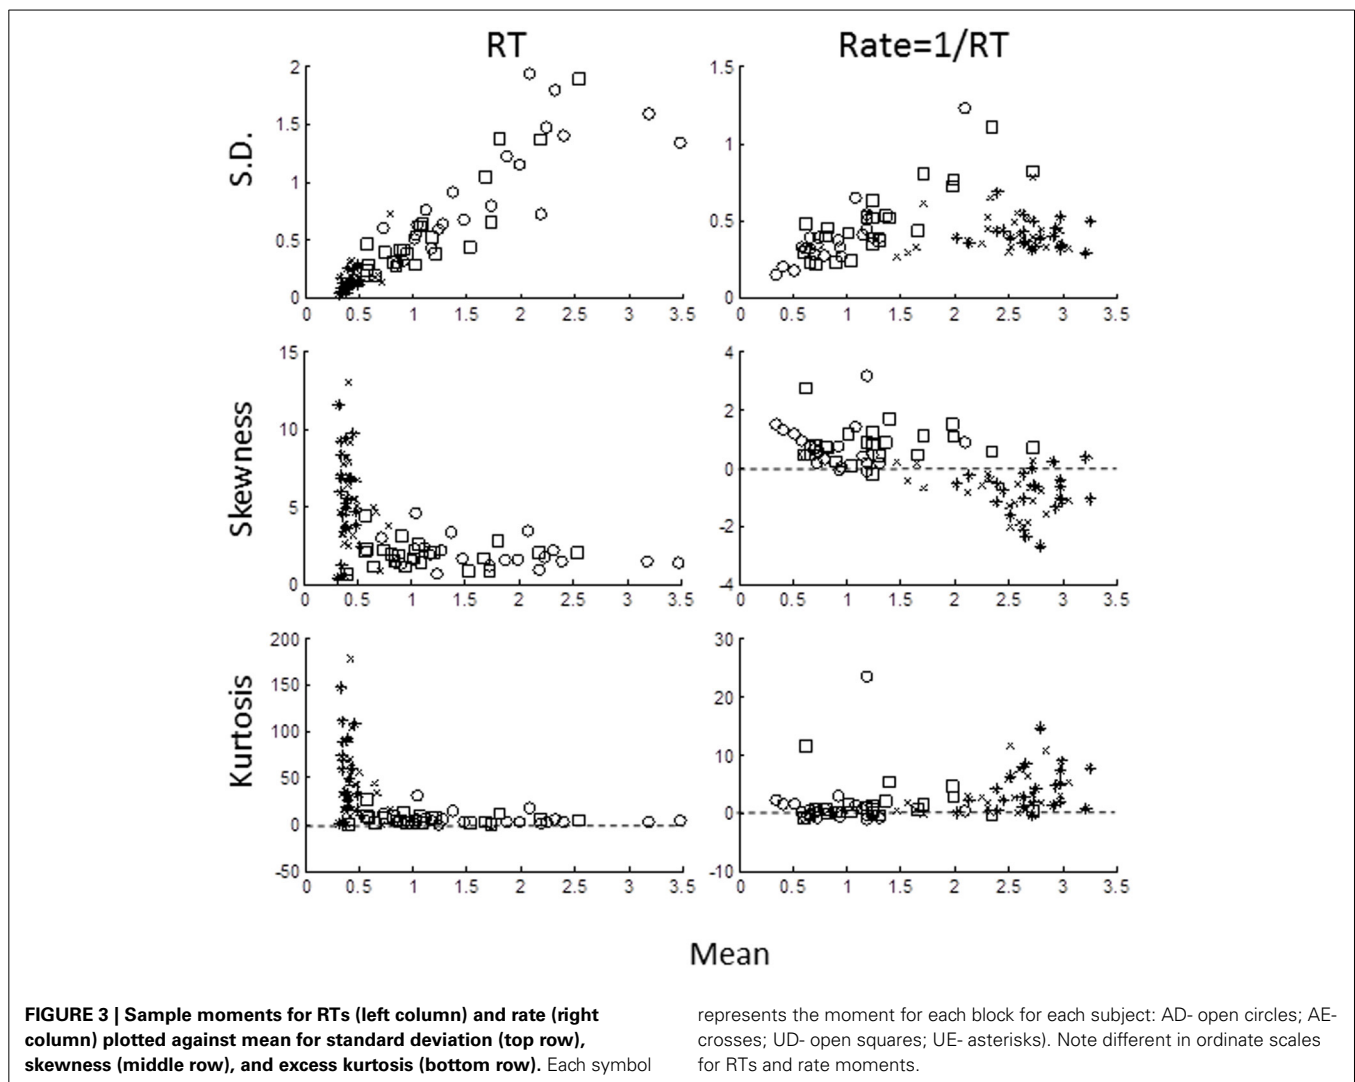 RT
Rate=1/RT
S.D.
2
1.5
1
0.5
0
0 0.5 1 1.5 2 2.5 3 3.5
1.5
1
0.5
0
0 0.5 1 1.5 2 2.5 3 3.5
Skewness
15
10
5
0
0 0.5 1 1.5 2 2.5 3 3.5
4
2
0
-2
-4
0 0.5 1 1.5 2 2.5 3 3.5
Kurtosis
200
150
100
50
0
-50
0 0.5 1 1.5 2 2.5 3 3.5
30
20
10
0
-10
0 0.5 1 1.5 2 2.5 3 3.5
Mean
FIGURE 3 | Sample moments for RTs (left column) and rate (right
column) plotted against mean for standard deviation (top row),
skewness (middle row), and excess kurtosis (bottom row). Each symbol
represents the moment for each block for each subject: AD- open circles; AE-
crosses; UD- open squares; UE- asterisks). Note different in ordinate scales
for RTs and rate moments.